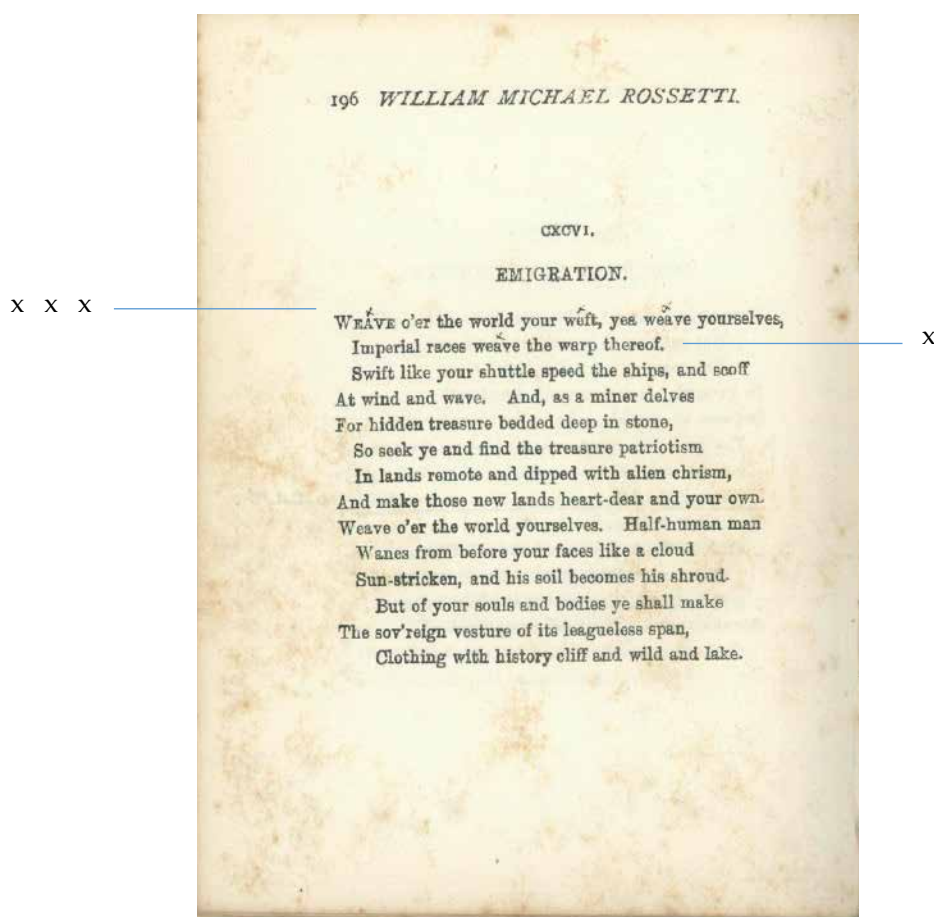 196 WILLIAM MICHAEL ROSSETTI.
CXCVI.
EMIGRATION.
x x x
WEAVE o'er the world your weft, yea weave yourselves,
x
Imperial races weave the warp thereof.
Swift like your shuttle speed the ships, and scoff
At wind and wave. And, as a miner delves
For hidden treasure bedded deep in stone,
So seek ye and find the treasure patriotism
In lands remote and dipped with alien chrism,
And make those new lands heart-dear and your own.
Weave o'er the world yourselves. Half-human man
Wanes from before your faces like a cloud
Sun-stricken, and his soil becomes his shroud.
But of your souls and bodies ye shall make
The sov'reign vesture of its leagueless span,
Clothing with history cliff and wild and lake.